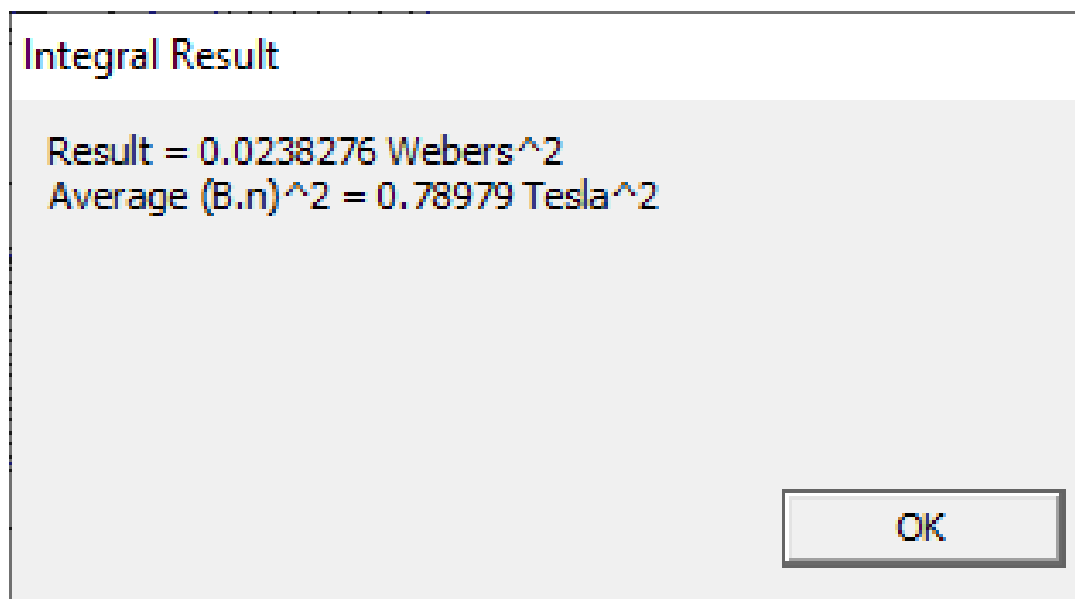 Integral Result
Result = 0.0238276 Webers^2
Average (B.n)^2 = 0.78979 Tesla^2
OK